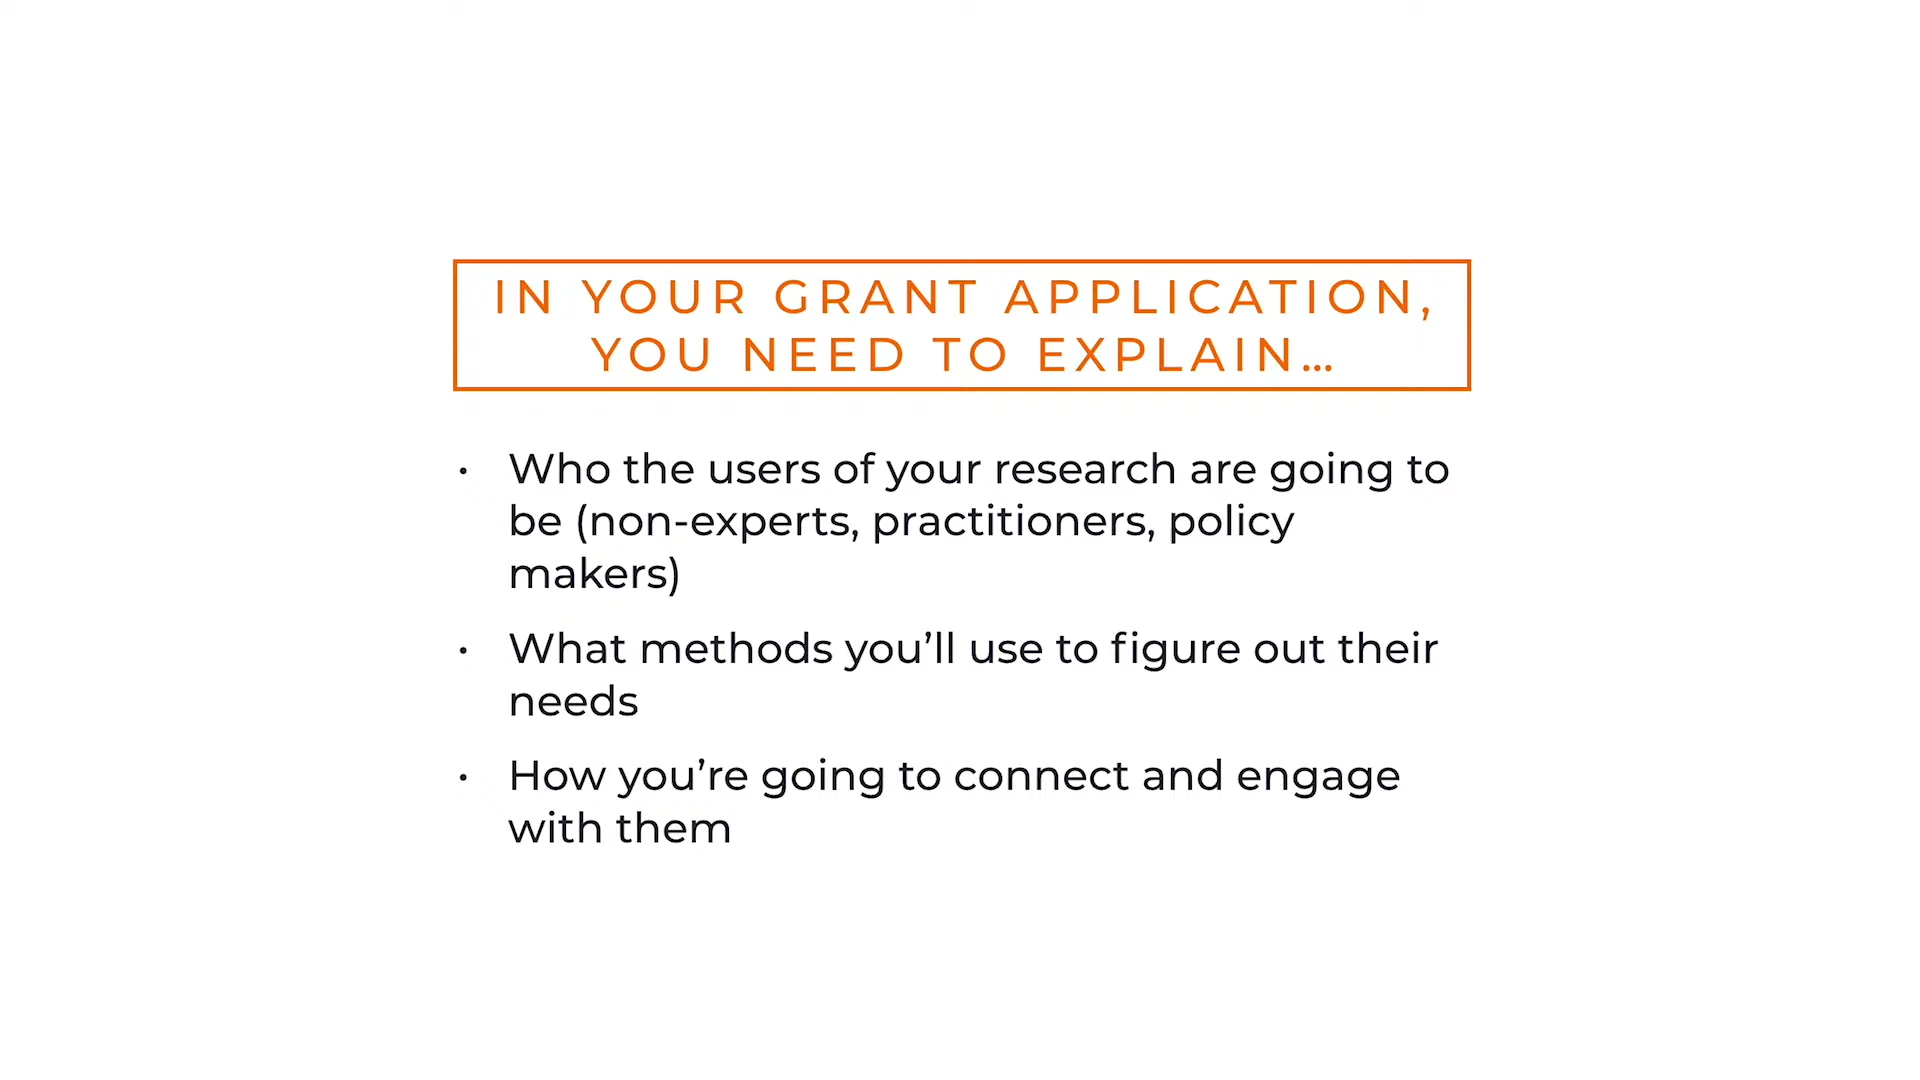 IN YOUR GRANT APPLICATION,
YOU NEED TO EXPLAIN...
• Who the users of your research are going to
be (non-experts, practitioners, policy
makers)
• What methods you’ll use to figure out their
needs
• How you’re going to connect and engage
with them